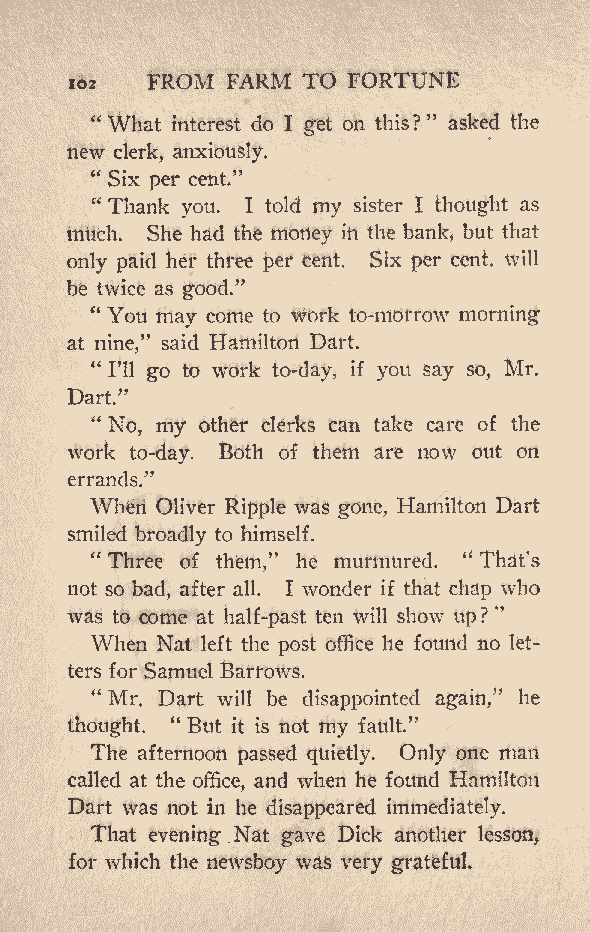 102 FROM FARM TO FORTUNE
“ What interest do I get on this? ” asked the
new clerk, anxiously.
“ Six per cent.”
“ Thank you. I told my sister I thought as
much. She had the money in the bank, but that
only paid her three per cent. Six per cent. will
be twice as good.”
“ You may come to work to-morrow morning
at nine,” said Hamilton Dart.
“ I’ll go to work to-day, if you say so, Mr.
Dart.”
“ No, my other clerks can take care of the
work to-day. Both of them are now out on
errands.”
When Oliver Ripple was gone, Hamilton Dart
smiled broadly to himself.
“ Three of them,” he murmured. “ That’s
not so bad, after all. I wonder if that chap who
was to come at half-past ten will show up? ”
When Nat left the post office he found no let-
ters for Samuel Barrows.
“ Mr. Dart will be disappointed again,” he
thought. “ But it is not my fault.”
The afternoon passed quietly. Only one man
called at the office, and when he found Hamilton
Dart was not in he disappeared immediately.
That evening Nat gave Dick another lesson,
for which the newsboy was very grateful.